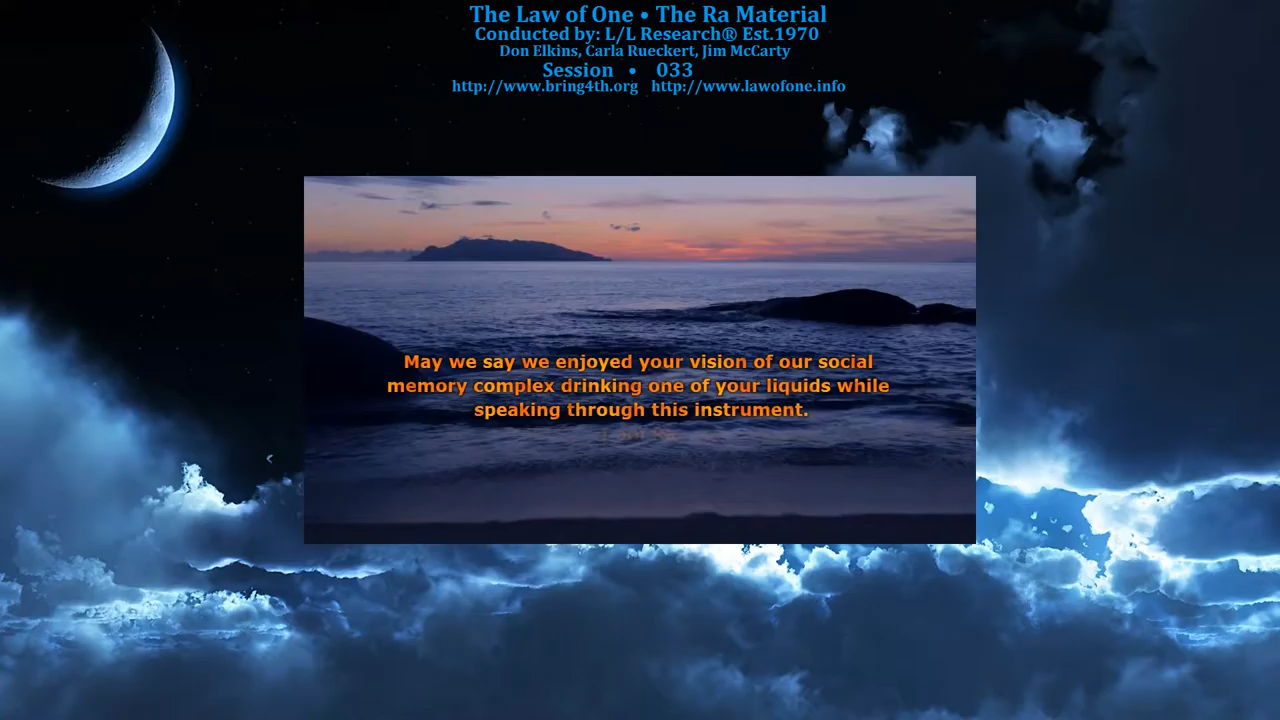 The Law of One • The Ra Material
Conducted by: L/L Research® Est.1970
Don Elkins, Carla Rueckert, Jim McCarty
Session • 033
http://www.bring4th.org http://www.lawofone.info
May we say we enjoyed your vision of our social
memory complex drinking one of your liquids while
speaking through this instrument.